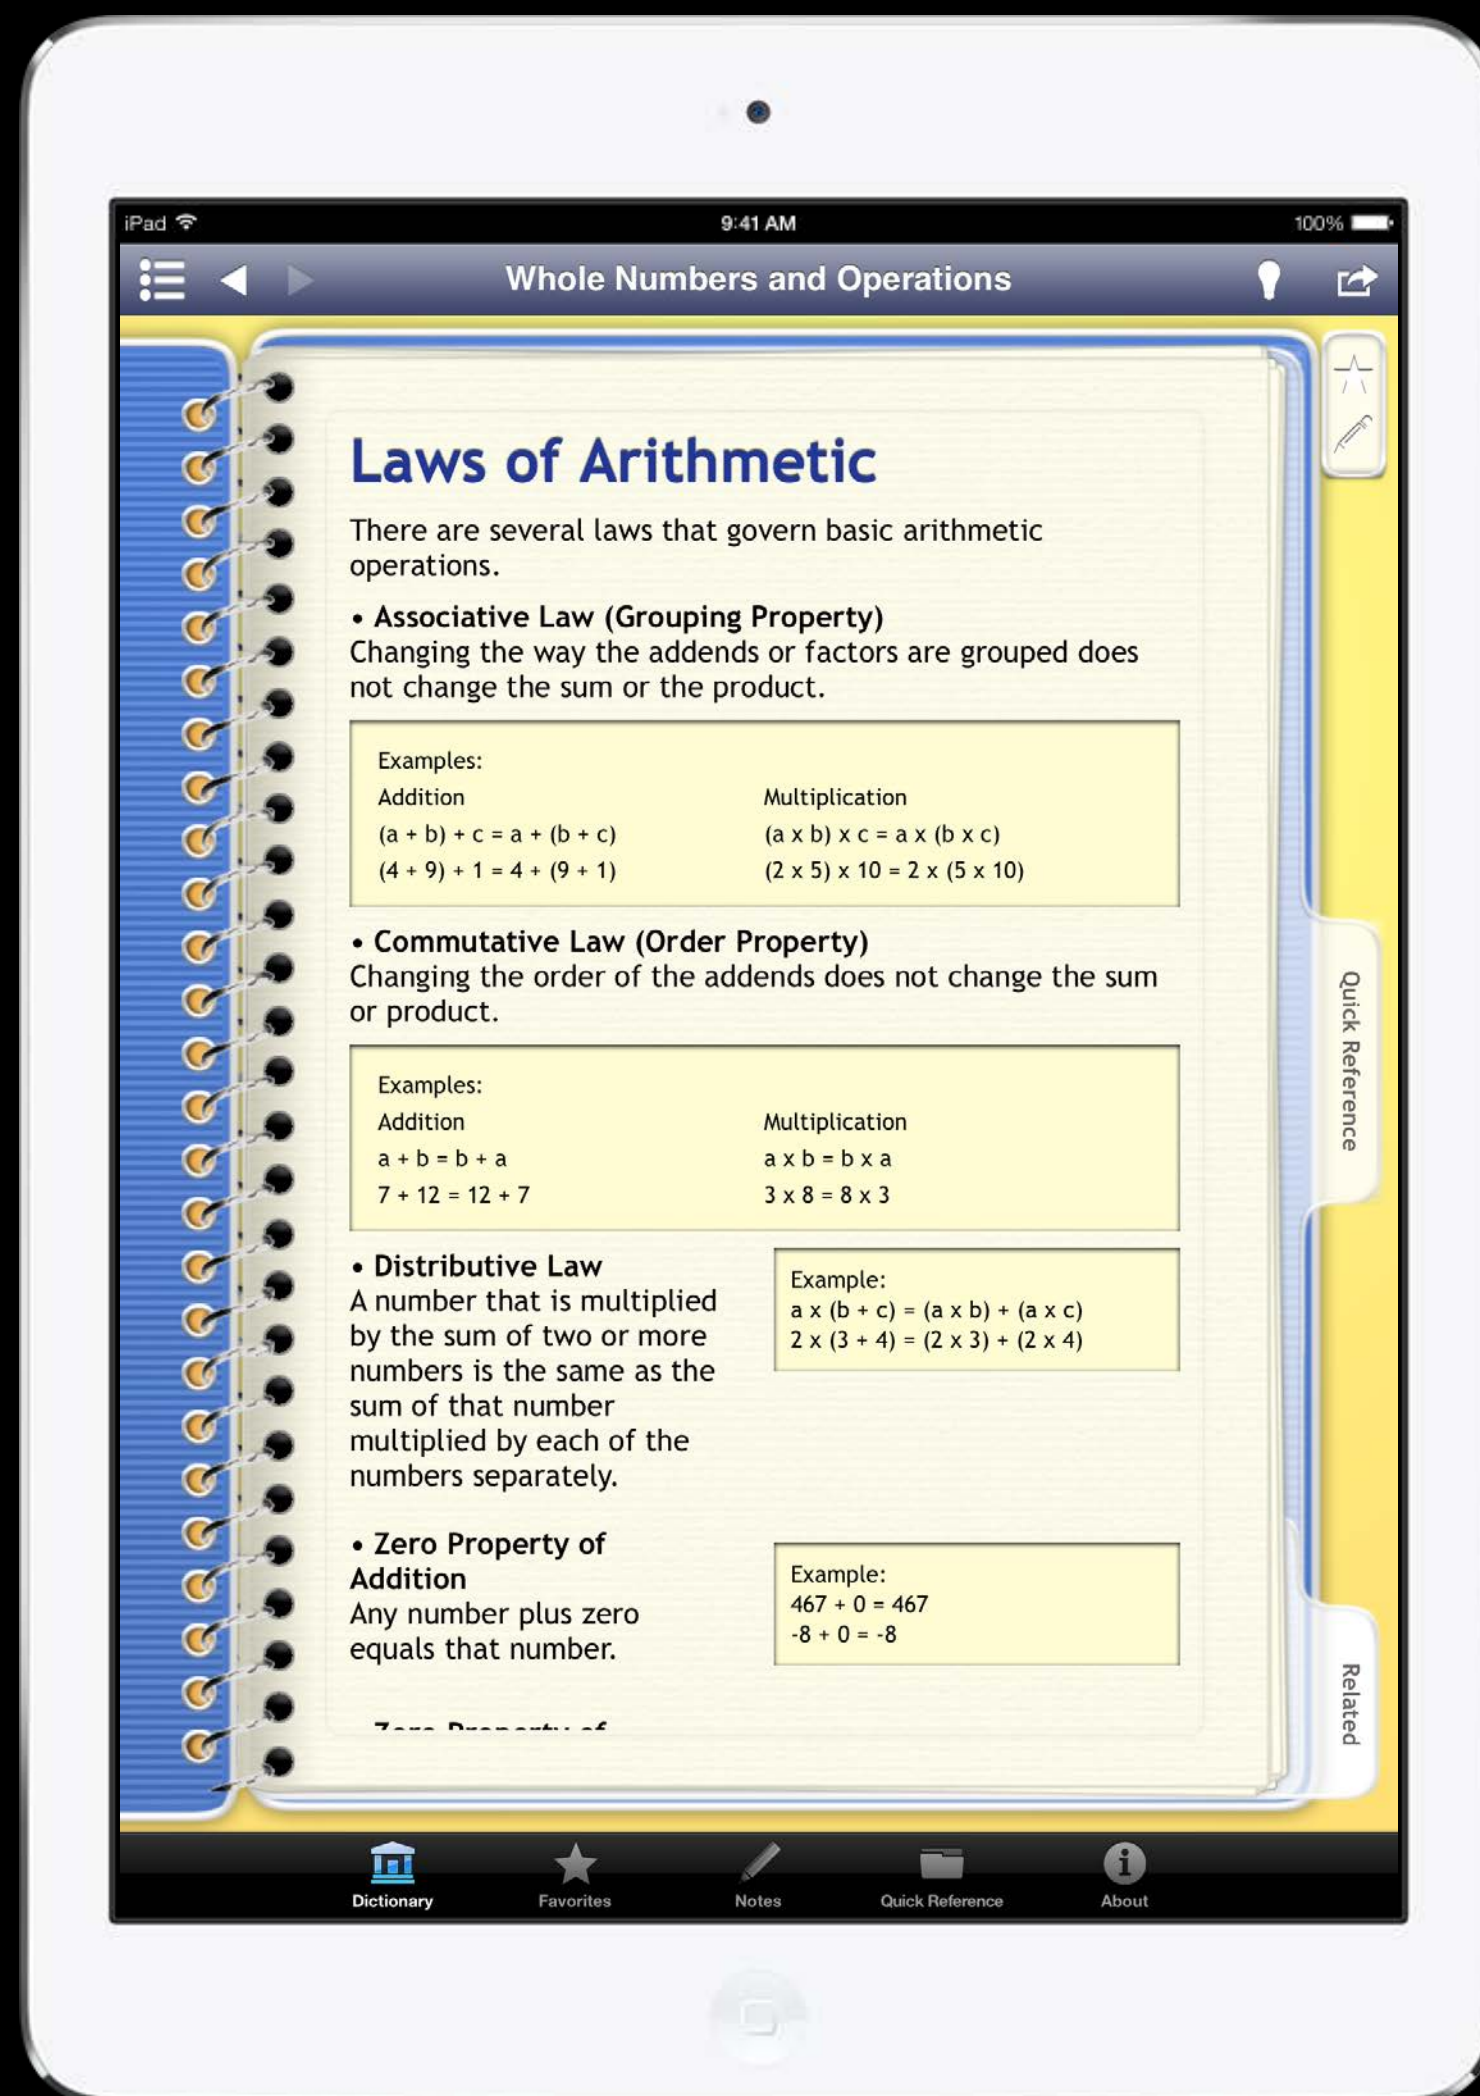 iPad
9:41 AM
100%
Whole Numbers and Operations
Laws of Arithmetic
There are several laws that govern basic arithmetic
operations.
• Associative Law (Grouping Property)
Changing the way the addends or factors are grouped does
not change the sum or the product.
Examples:
Addition
(a + b) + c = a + (b + c)
(4 + 9) + 1 = 4 + (9 + 1)
Multiplication
(a x b) x c = a x (b x c)
(2 x 5) x 10 = 2 x (5 x 10)
• Commutative Law (Order Property)
Changing the order of the addends does not change the sum
or product.
Examples:
Addition
a + b = b + a
7 + 12 = 12 + 7
Multiplication
a x b = b x a
3 x 8 = 8 x 3
• Distributive Law
A number that is multiplied
by the sum of two or more
numbers is the same as the
sum of that number
multiplied by each of the
numbers separately.
Example:
a x (b + c) = (a x b) + (a x c)
2 x (3 + 4) = (2 x 3) + (2 x 4)
• Zero Property of
Addition
Any number plus zero
equals that number.
Example:
467 + 0 = 467
-8 + 0 = -8
Zero Property of
Quick Reference
Related
Dictionary
Favorites
Notes
Quick Reference
About